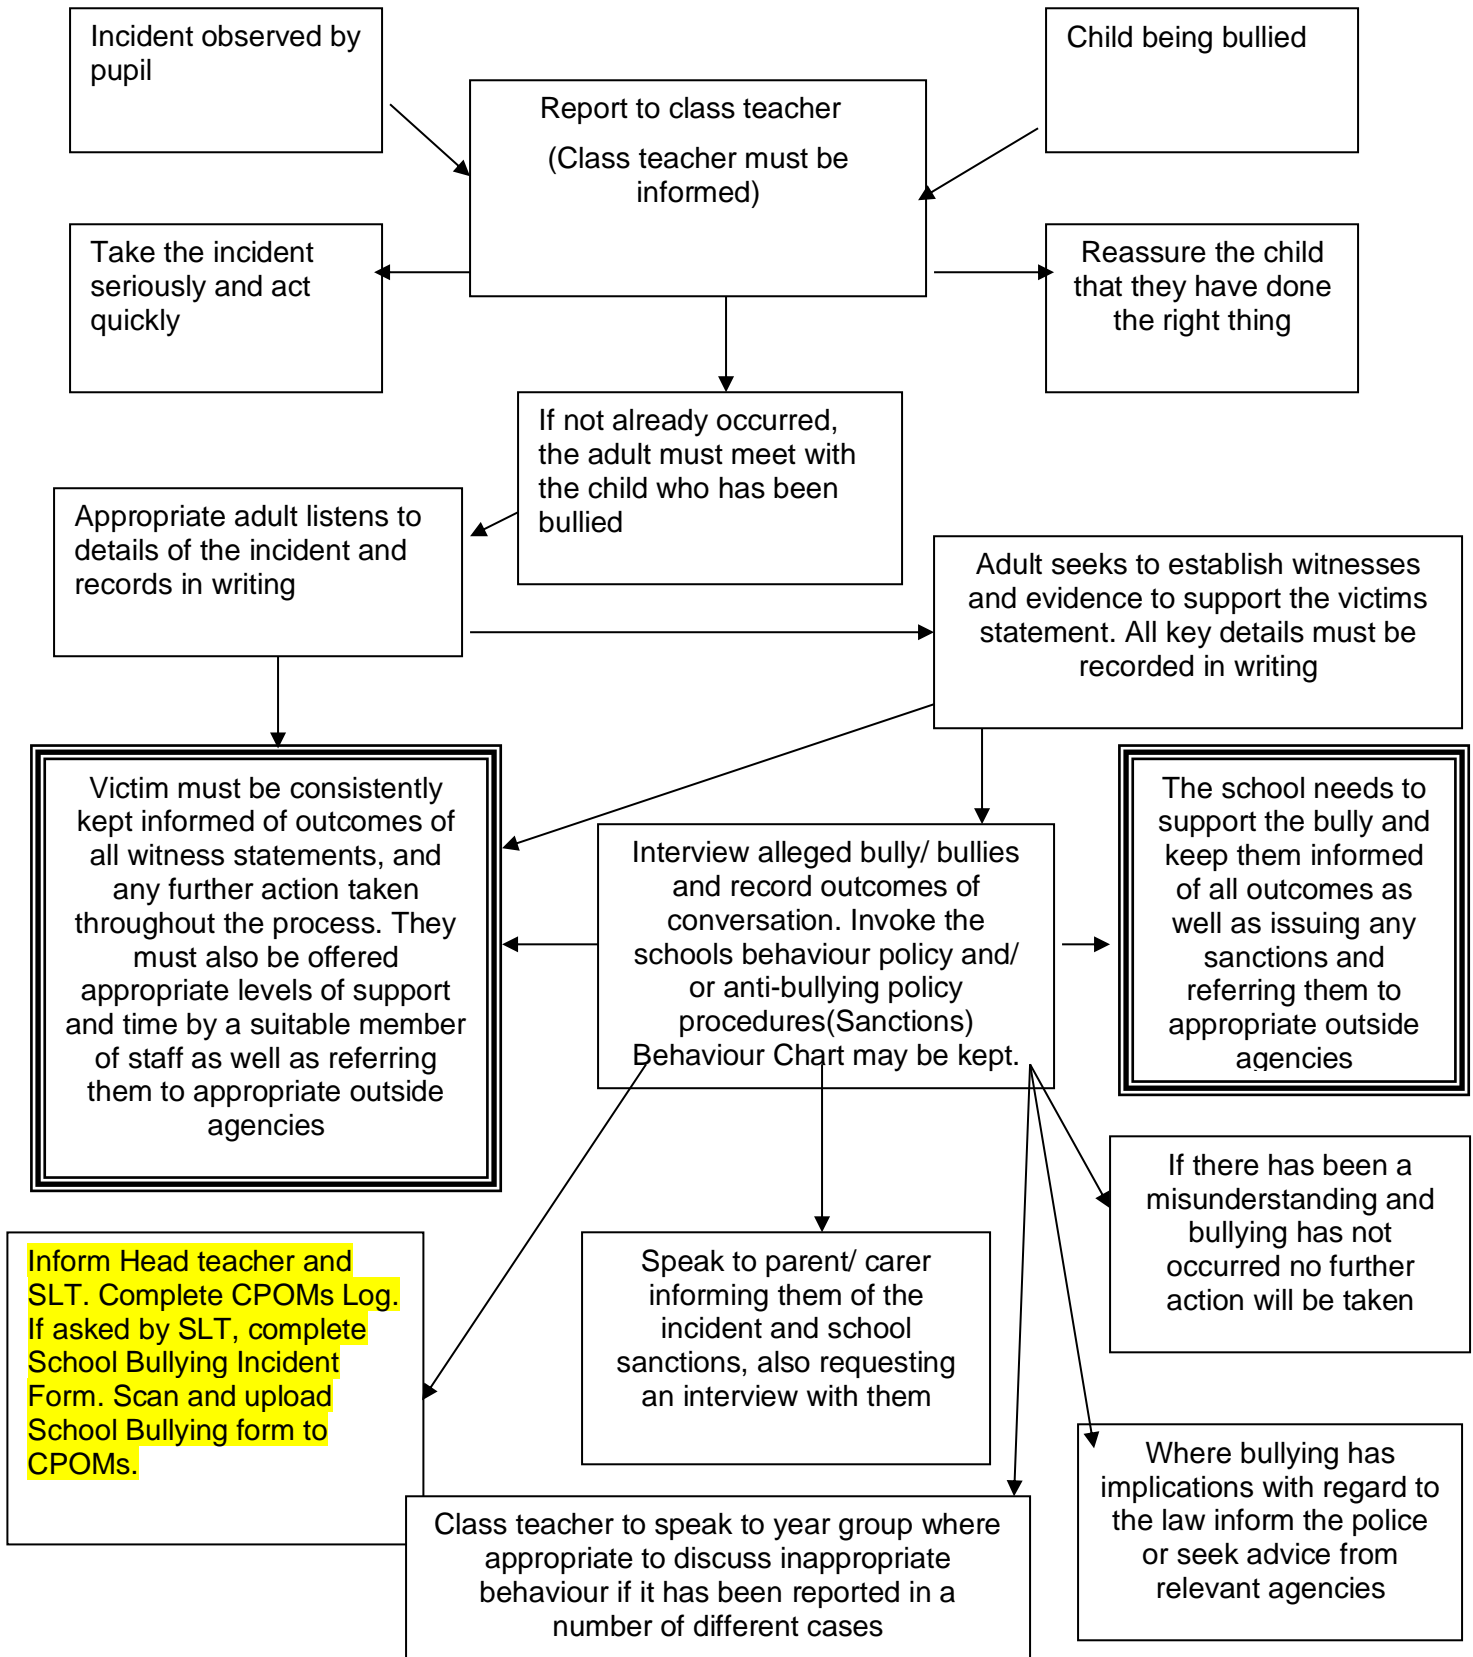 Incident observed by
pupil
Child being bullied
Report to class teacher
(Class teacher must be
informed)
Take the incident
seriously and act
quickly
Reassure the child
that they have done
the right thing
If not already occurred,
the adult must meet with
the child who has been
bullied
Appropriate adult listens to
details of the incident and
records in writing
Adult seeks to establish witnesses
and evidence to support the victims
statement. All key details must be
recorded in writing
Victim must be consistently
kept informed of outcomes of
all witness statements, and
any further action taken
throughout the process. They
must also be offered
appropriate levels of support
and time by a suitable member
of staff as well as referring
them to appropriate outside
agencies
Interview alleged bully/ bullies
and record outcomes of
conversation. Invoke the
schools behaviour policy and/
or anti-bullying policy
procedures(Sanctions)
Behaviour Chart may be kept.
The school needs to
support the bully and
keep them informed
of all outcomes as
well as issuing any
sanctions and
referring them to
appropriate outside
agencies
If there has been a
misunderstanding and
bullying has not
occurred no further
action will be taken
Inform Head teacher and
SLT. Complete CPOMs Log.
If asked by SLT, complete
School Bullying Incident
Form. Scan and upload
School Bullying form to
CPOMs.
Speak to parent/ carer
informing them of the
incident and school
sanctions, also requesting
an interview with them
Where bullying has
implications with regard to
the law inform the police
or seek advice from
relevant agencies
Class teacher to speak to year group where
appropriate to discuss inappropriate
behaviour if it has been reported in a
number of different cases